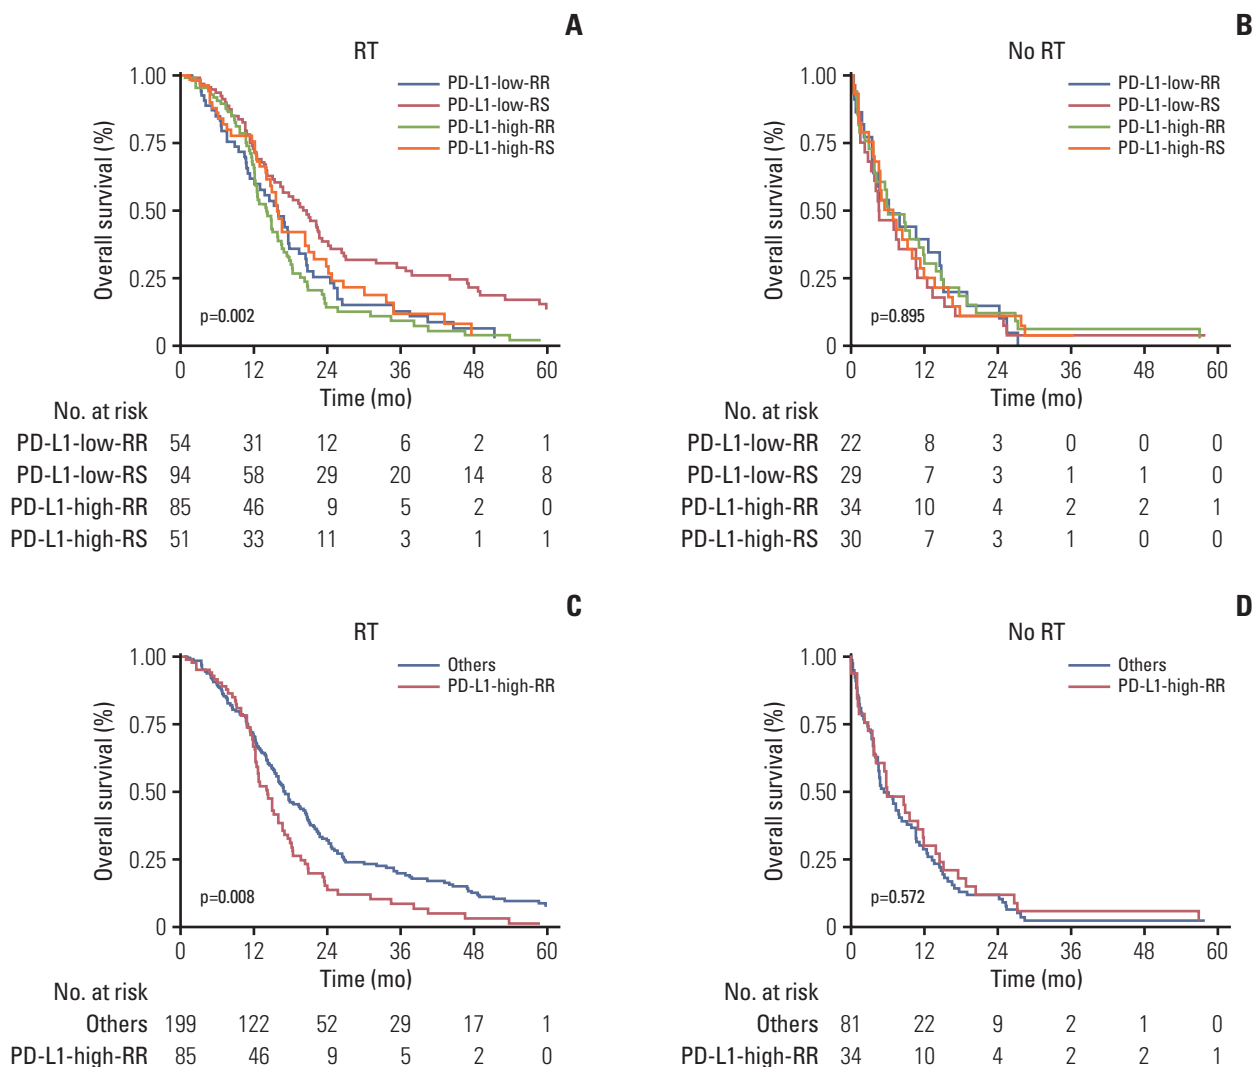 A
RT
PD-L1-low-RR
PD-L1-low-RS
PD-L1-high-RR
PD-L1-high-RS
Overall survival (%)
1.00
0.75
0.50
0.25
0
p=0.002
0 12 24 36 48 60
Time (mo)
No. at risk
PD-L1-low-RR 54 31 12 6 2 1
PD-L1-low-RS 94 58 29 20 14 8
PD-L1-high-RR 85 46 9 5 2 0
PD-L1-high-RS 51 33 11 3 1 1
B
No RT
PD-L1-low-RR
PD-L1-low-RS
PD-L1-high-RR
PD-L1-high-RS
Overall survival (%)
1.00
0.75
0.50
0.25
0
p=0.895
0 12 24 36 48 60
Time (mo)
No. at risk
PD-L1-low-RR 22 8 3 0 0 0
PD-L1-low-RS 29 7 3 1 1 0
PD-L1-high-RR 34 10 4 2 2 1
PD-L1-high-RS 30 7 3 1 0 0
C
RT
Others
PD-L1-high-RR
Overall survival (%)
1.00
0.75
0.50
0.25
0
p=0.008
0 12 24 36 48 60
Time (mo)
No. at risk
Others 199 122 52 29 17 1
PD-L1-high-RR 85 46 9 5 2 0
D
No RT
Others
PD-L1-high-RR
Overall survival (%)
1.00
0.75
0.50
0.25
0
p=0.572
0 12 24 36 48 60
Time (mo)
No. at risk
Others 81 22 9 2 1 0
PD-L1-high-RR 34 10 4 2 2 1